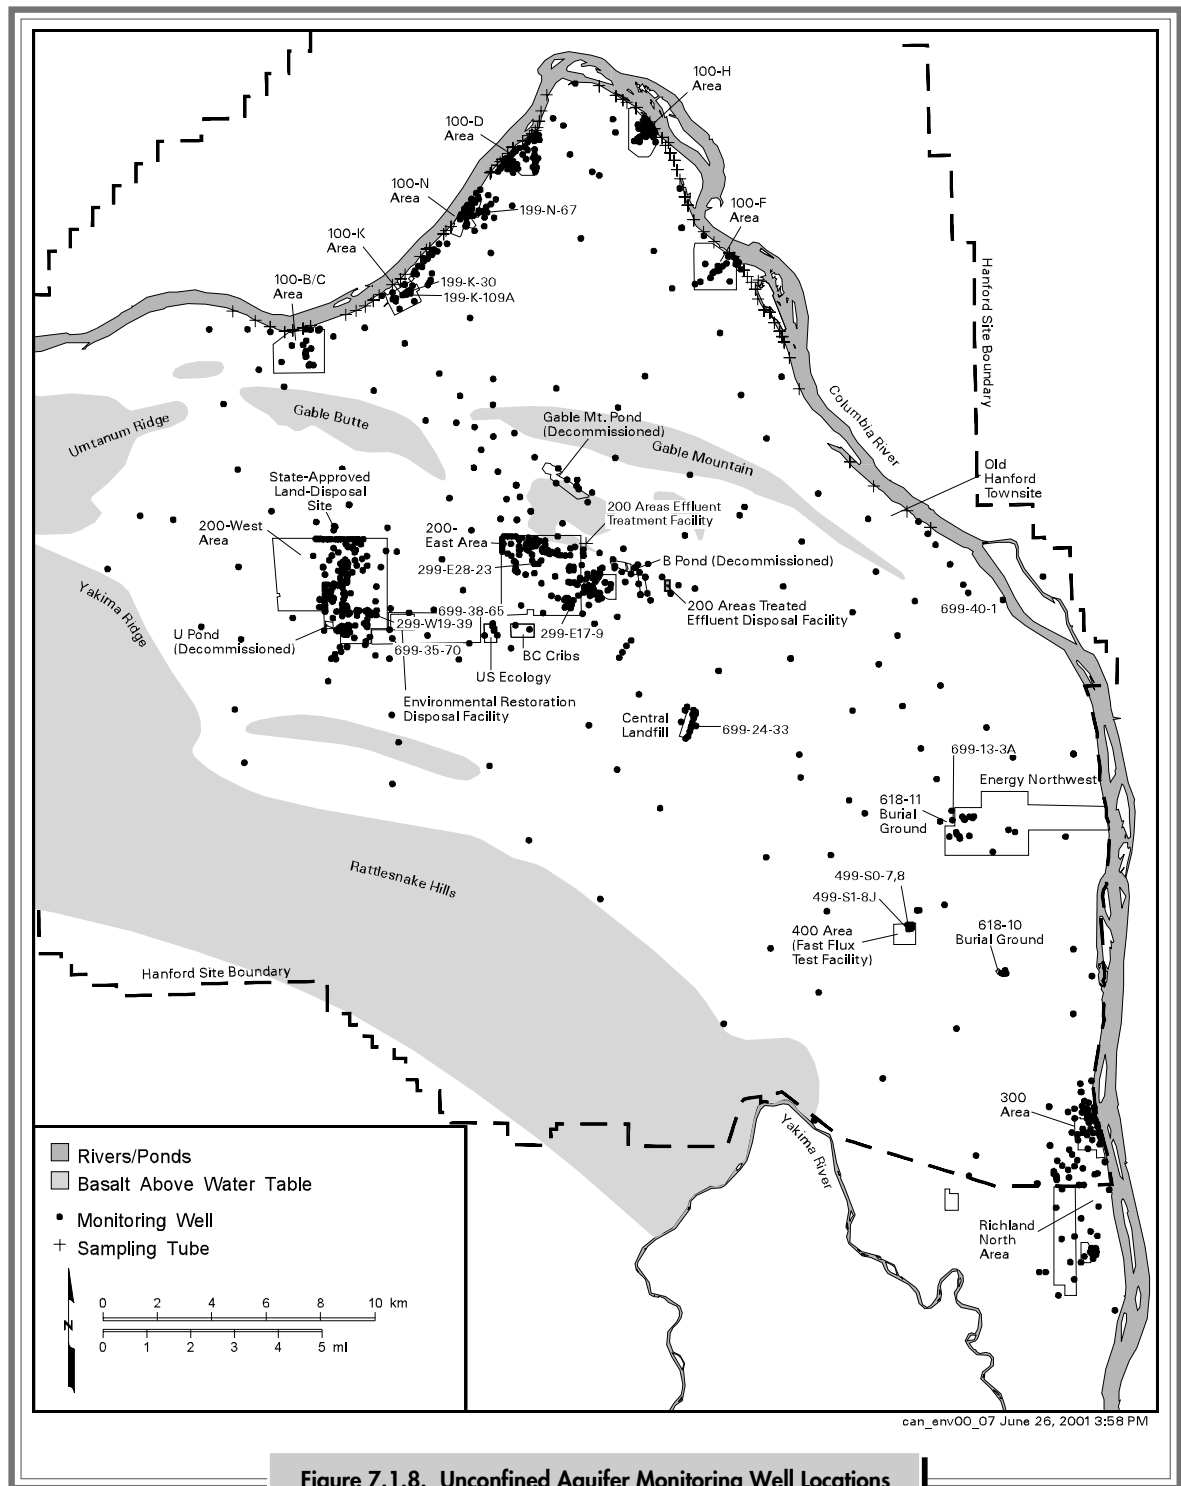 100-H
Area
100-D
Area
100-N
Area
199-N-67
100-F
Area
100-K
Area
199-K-30
199-K-109A
100-B/C
Area
Hanford Site Boundary
Columbia River
Umtanum Ridge
Gable Butte
Gable Mt. Pond
(Decommissioned)
Gable Mountain
Old
Hanford
Townsite
State-Approved
Land-Disposal
Site
200-West
Area
200-
East Area
200 Areas Effluent
Treatment Facility
299-E28-23
B Pond (Decommissioned)
Yakima Ridge
699-38-65
200 Areas Treated
Effluent Disposal Facility
699-40-1
299-W19-39
299-E17-9
U Pond
(Decommissioned)
699-35-70
BC Cribs
US Ecology
Environmental Restoration
Disposal Facility
Central
Landfill
699-24-33
699-13-3A
Energy Northwest
618-11
Burial
Ground
Rattlesnake Hills
499-S0-7,8
499-S1-8J
400 Area
(Fast Flux
Test Facility)
618-10
Burial Ground
Hanford Site Boundary
300
Area
Yakima River
Richland
North
Area
Rivers/Ponds
Basalt Above Water Table
Monitoring Well
Sampling Tube
N
0 2 4 6 8 10 km
0 1 2 3 4 5 mi
can_env00_07 June 26, 2001 3:58 PM
Figure 7.1.8. Unconfined Aquifer Monitoring Well Locations